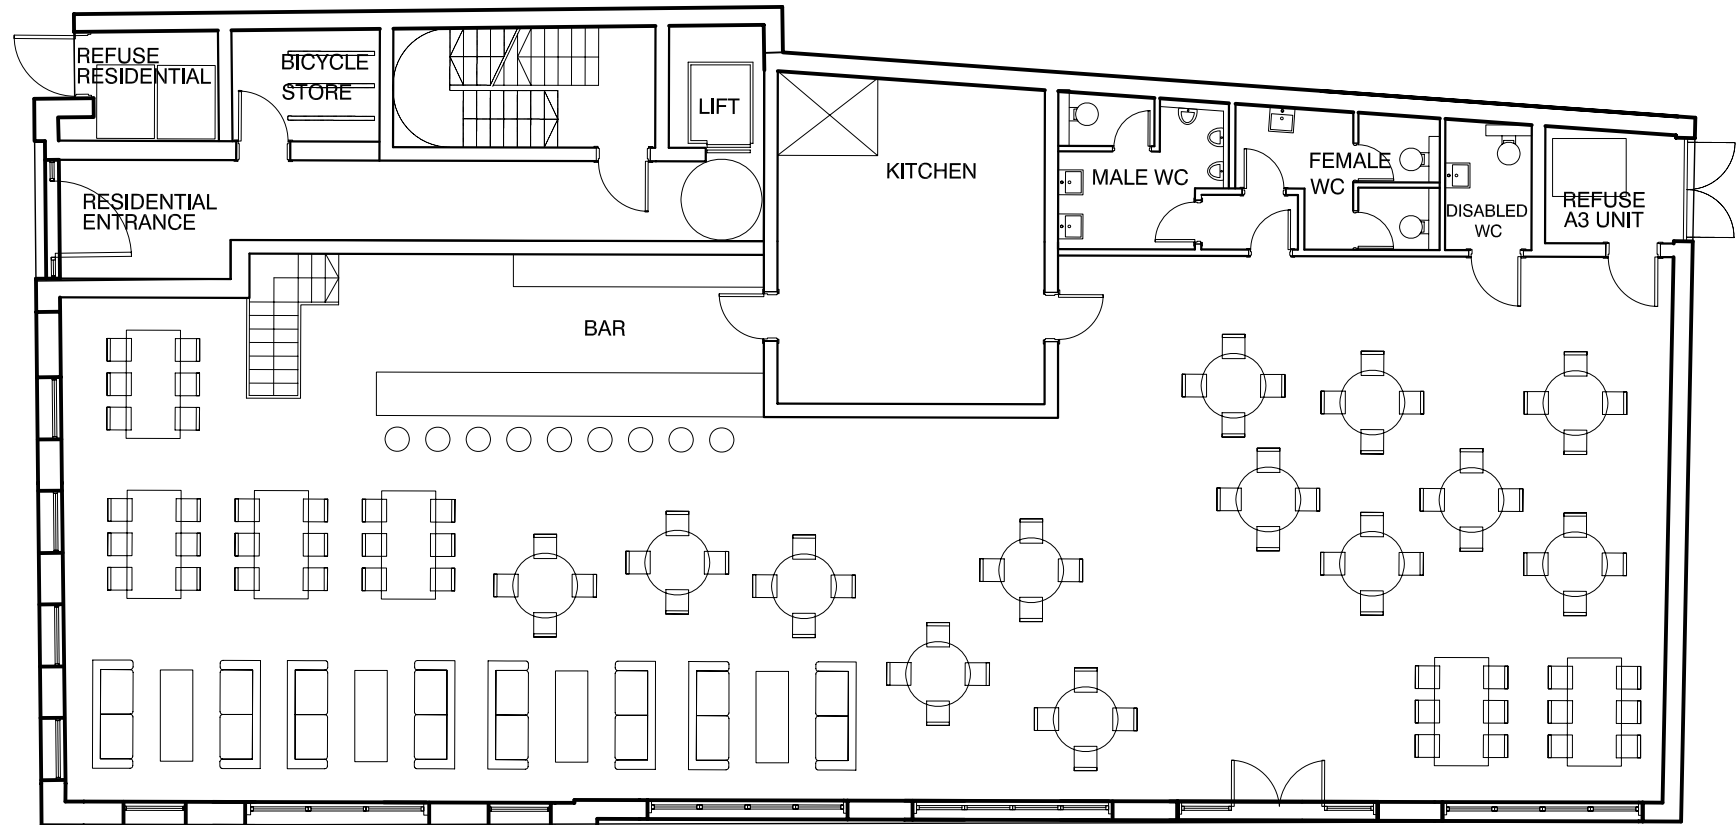 REFUSE
RESIDENTIAL
BICYCLE
STORE
LIFT
KITCHEN
MALE WC
FEMALE
WC
DISABLED
WC
REFUSE
A3 UNIT
RESIDENTIAL
ENTRANCE
BAR